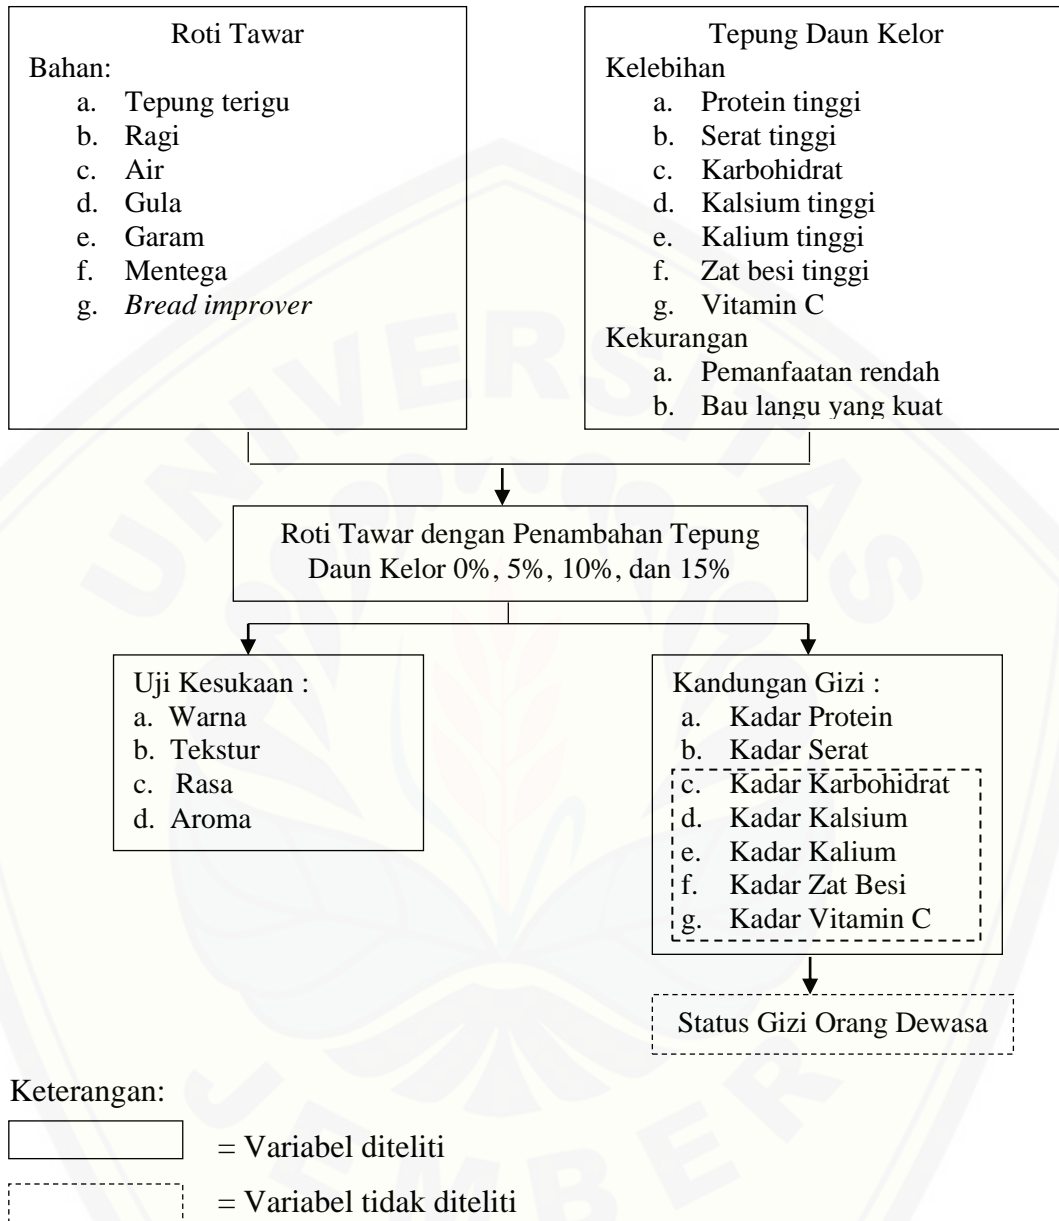 Roti Tawar
Bahan:
a. Tepung terigu
b. Ragi
c. Air
d. Gula
e. Garam
f. Mentega
g. Bread improver
Tepung Daun Kelor
Kelebihan
a. Protein tinggi
b. Serat tinggi
c. Karbohidrat
d. Kalsium tinggi
e. Kalium tinggi
f. Zat besi tinggi
g. Vitamin C
Kekurangan
a. Pemanfaatan rendah
b. Bau langu yang kuat
Roti Tawar dengan Penambahan Tepung
Daun Kelor 0%, 5%, 10%, dan 15%
Uji Kesukaan :
a. Warna
b. Tekstur
c. Rasa
d. Aroma
Kandungan Gizi :
a. Kadar Protein
b. Kadar Serat
c. Kadar Karbohidrat
d. Kadar Kalsium
e. Kadar Kalium
f. Kadar Zat Besi
g. Kadar Vitamin C
Status Gizi Orang Dewasa
Keterangan:
= Variabel diteliti
= Variabel tidak diteliti
UNIVERSITAS
JEMBER